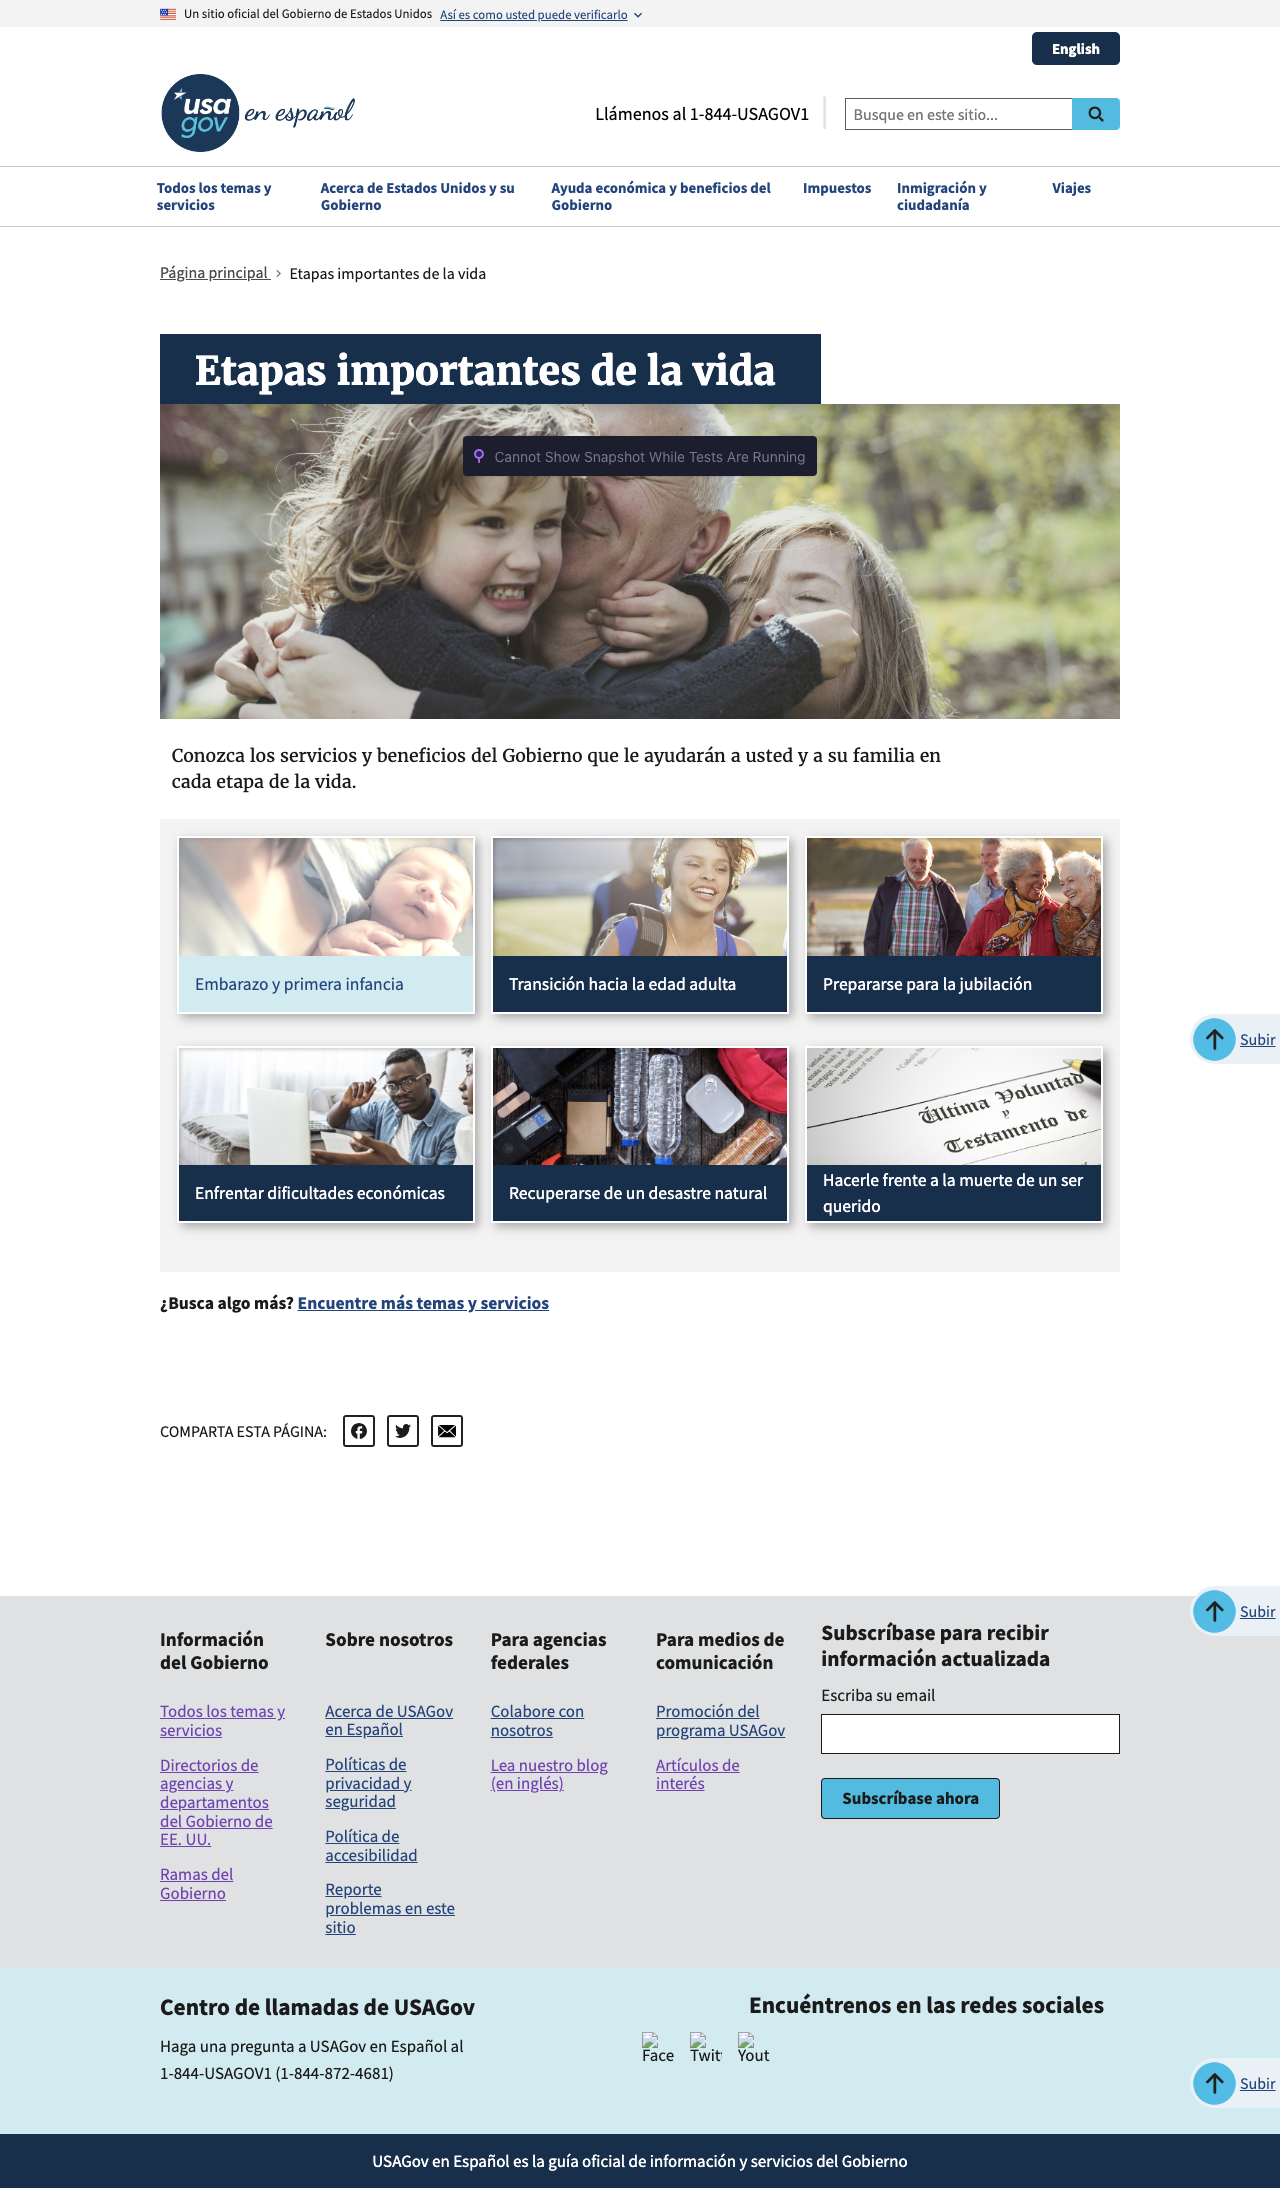 Un sitio oficial del Gobierno de Estados Unidos Así es como usted puede verificarlo
English
usa
gov
en español
Llámenos al 1-844-USAGOV1
Busque en este sitio...
Todos los temas y
servicios
Acerca de Estados Unidos y su
Gobierno
Ayuda económica y beneficios del
Gobierno
Impuestos
Inmigración y
ciudadanía
Viajes
Página principal Etapas importantes de la vida
Etapas importantes de la vida
Cannot Show Snapshot While Tests Are Running
Conozca los servicios y beneficios del Gobierno que le ayudarán a usted y a su familia en
cada etapa de la vida.
Embarazo y primera infancia
Transición hacia la edad adulta
Prepararse para la jubilación
Subir
Última Voluntad
y
Testamento de
Enfrentar dificultades económicas
Recuperarse de un desastre natural
Hacerle frente a la muerte de un ser
querido
¿Busca algo más? Encuentre más temas y servicios
COMPARTA ESTA PÁGINA:
Subir
Información
del Gobierno
Todos los temas y
servicios
Directorios de
agencias y
departamentos
del Gobierno de
EE. UU.
Ramas del
Gobierno
Sobre nosotros
Acerca de USAGov
en Español
Políticas de
privacidad y
seguridad
Política de
accesibilidad
Reporte
problemas en este
sitio
Para agencias
federales
Colabore con
nosotros
Lea nuestro blog
(en inglés)
Para medios de
comunicación
Promoción del
programa USAGov
Artículos de
interés
Subscríbase para recibir
información actualizada
Escriba su email
Subscríbase ahora
Centro de llamadas de USAGov
Haga una pregunta a USAGov en Español al
1-844-USAGOV1 (1-844-872-4681)
Encuéntrenos en las redes sociales
Face
Twit
Yout
Subir
USAGov en Español es la guía oficial de información y servicios del Gobierno